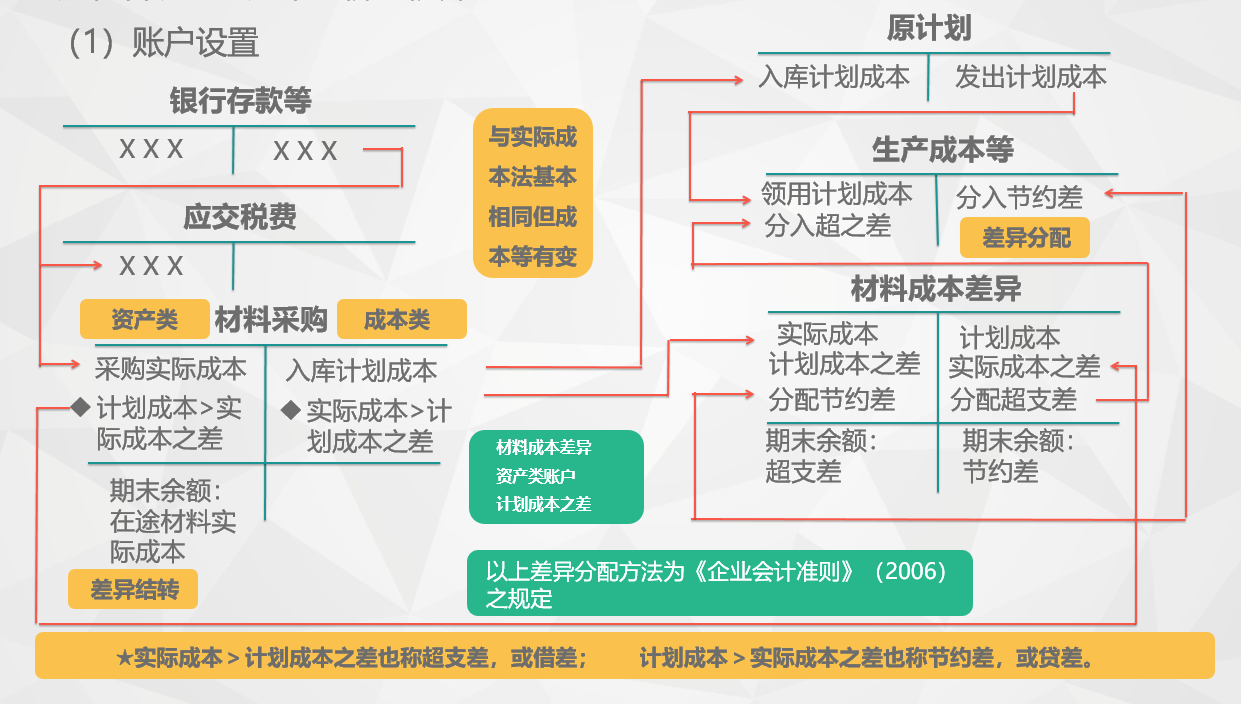 （1）账户设置
银行存款等
X X X
X X X
应交税费
X X X
资产类
材料采购
成本类
采购实际成本
◆计划成本>实
际成本之差
入库计划成本
◆实际成本>计
划成本之差
期末余额：
在途材料实
际成本
差异结转
与实际成
本法基本
相同但成
本等有变
材料成本差异
资产类账户
计划成本之差
以上差异分配方法为《企业会计准则》（2006）
之规定
原计划
入库计划成本
发出计划成本
生产成本等
领用计划成本
分入超之差
分入节约差
差异分配
材料成本差异
实际成本
计划成本之差
分配节约差
计划成本
实际成本之差
分配超支差
期末余额：
超支差
期末余额：
节约差
★实际成本＞计划成本之差也称超支差，或借差； 计划成本＞实际成本之差也称节约差，或贷差。